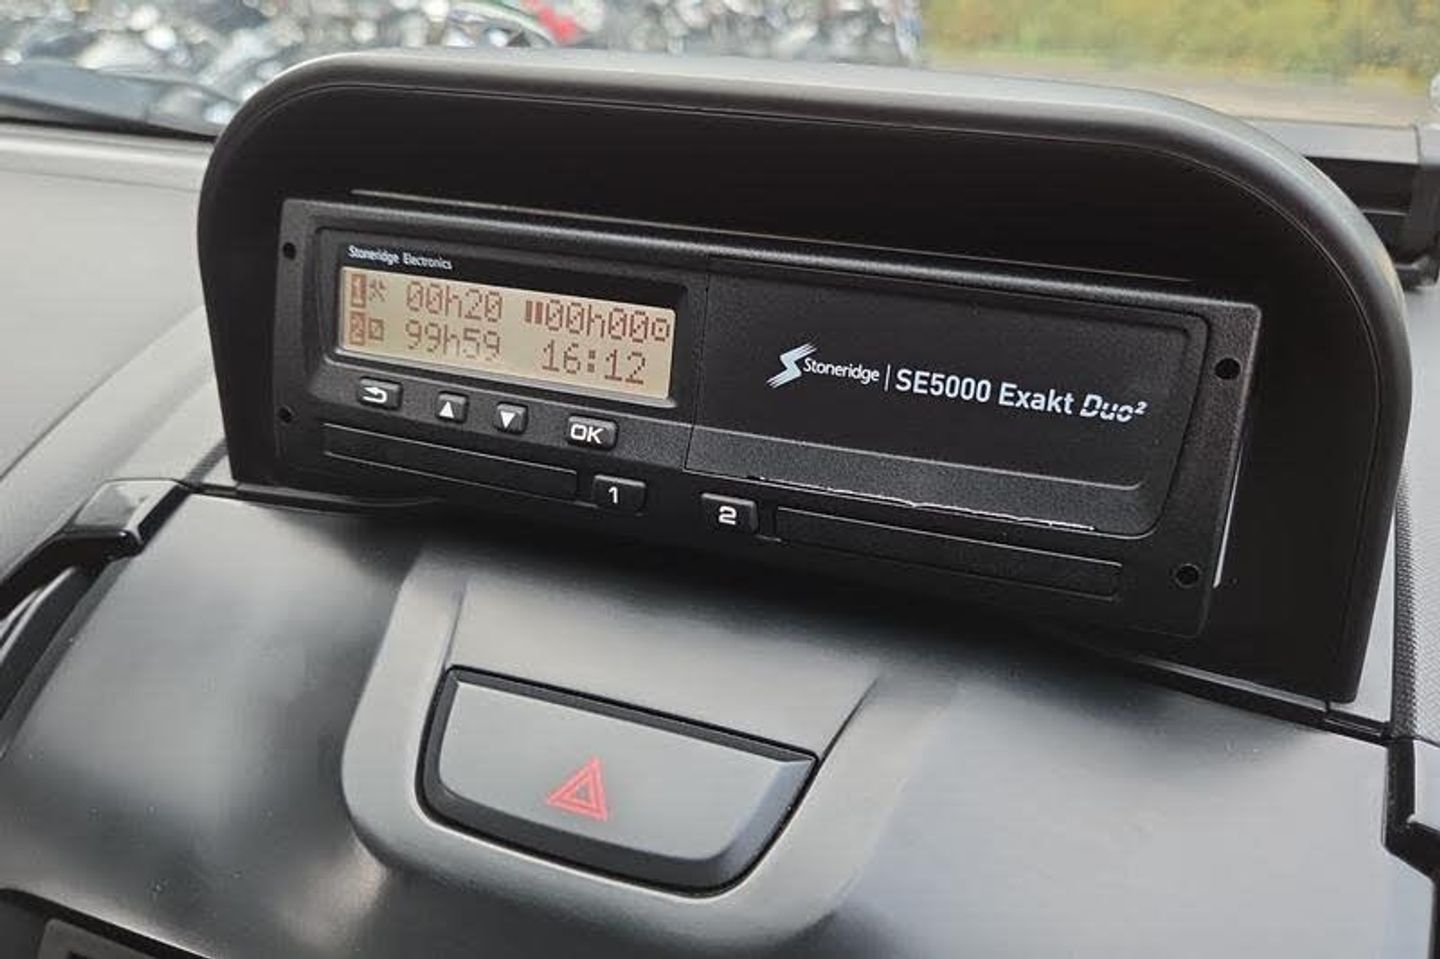 Stoneridge Electronics
1 00h20 00h00
2 99h59 16:12
Stoneridge | SE5000 Exakt Duo²
OK
1
2